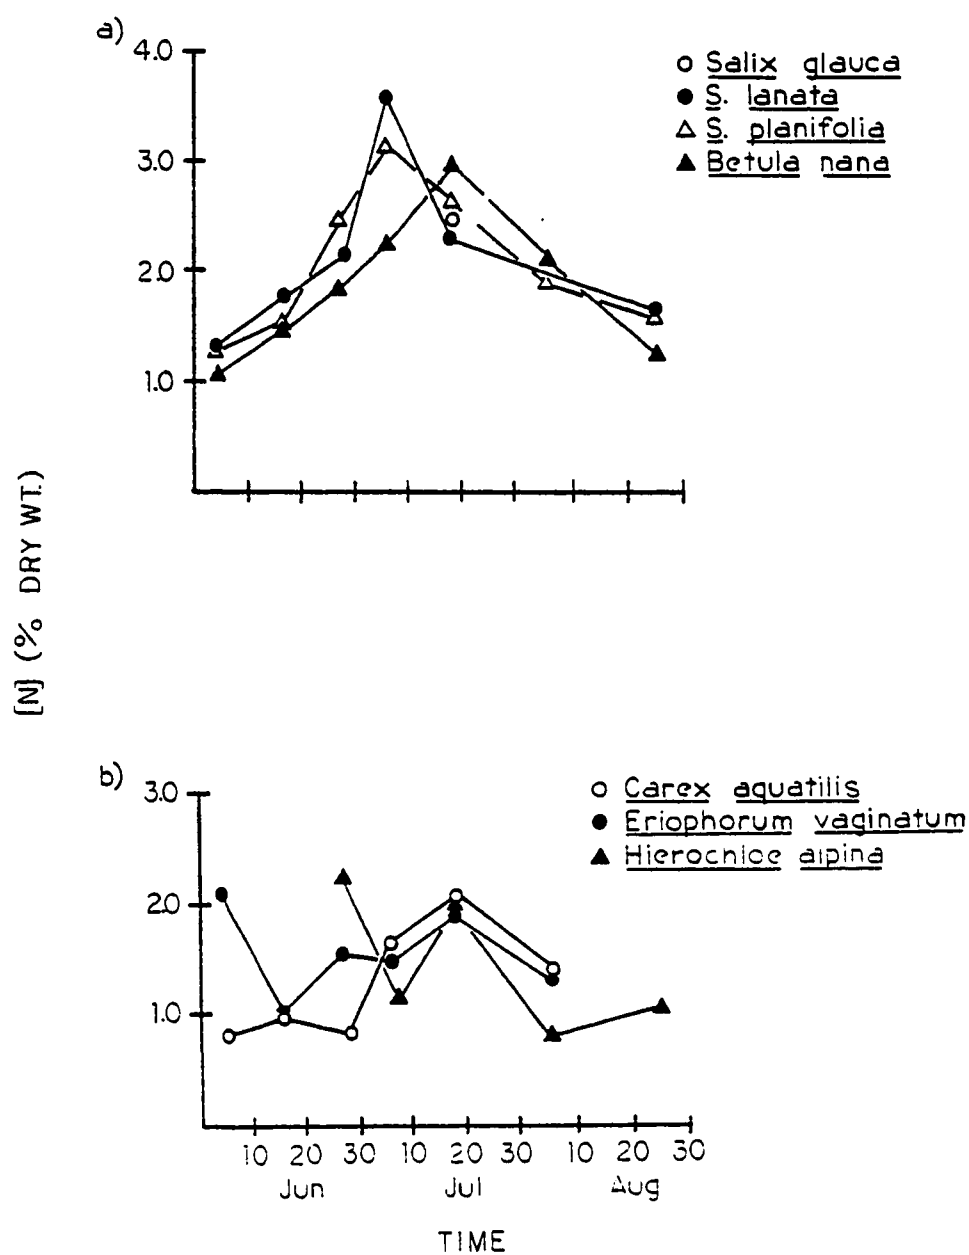 a)
4.0
3.0
2.0
1.0
Salix glauca
S. lanata
S. planifolia
Betula nana
[N] (% DRY WT.)
b)
3.0
2.0
1.0
Carex aquatilis
Eriophorum vaginatum
Hierochloe alpina
10 20 30 10 20 30 10 20 30
Jun Jul Aug
TIME